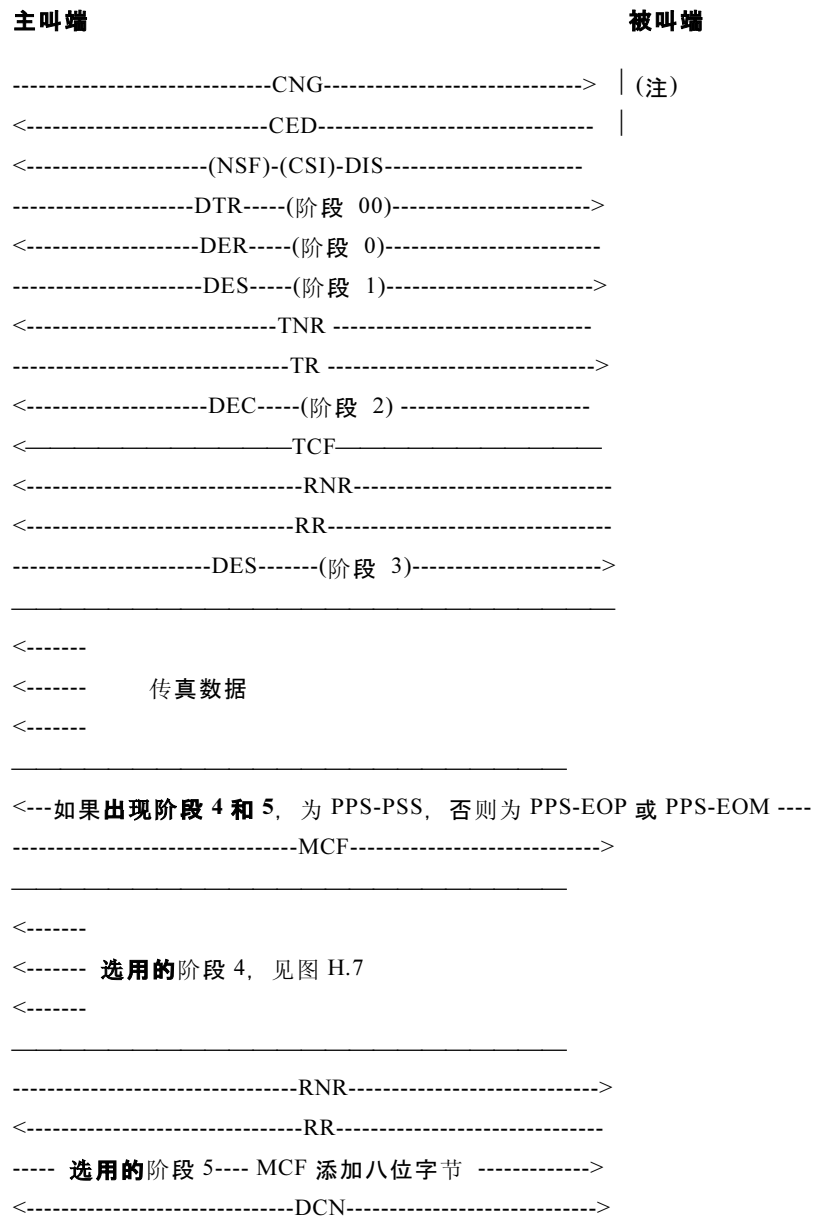 主叫端 被叫端
------------------------------CNG------------------------------> | (注)
<----------------------------CED-------------------------------- |
<---------------------(NSF)-(CSI)-DIS-----------------------
---------------------DTR-----(阶段 00)----------------------->
<--------------------DER-----(阶段 0)-------------------------
----------------------DES-----(阶段 1)------------------------>
<-----------------------------TNR ------------------------------
--------------------------------TR ------------------------------->
<---------------------DEC-----(阶段 2) ----------------------
<———————————TCF———————————
<--------------------------------RNR------------------------------
<-------------------------------RR---------------------------------
-----------------------DES-------(阶段 3)---------------------->
—————————————————————————
<-------
<------- 传真数据
<-------
———————————————————————
<---如果出现阶段 4 和 5，为 PPS-PSS，否则为 PPS-EOP 或 PPS-EOM ----
---------------------------------MCF----------------------------->
———————————————————————
<-------
<------- 选用的阶段 4，见图 H.7
<-------
———————————————————————
---------------------------------RNR----------------------------->
<--------------------------------RR-------------------------------
----- 选用的阶段 5---- MCF 添加八位字节 ------------->
<-------------------------------DCN----------------------------->